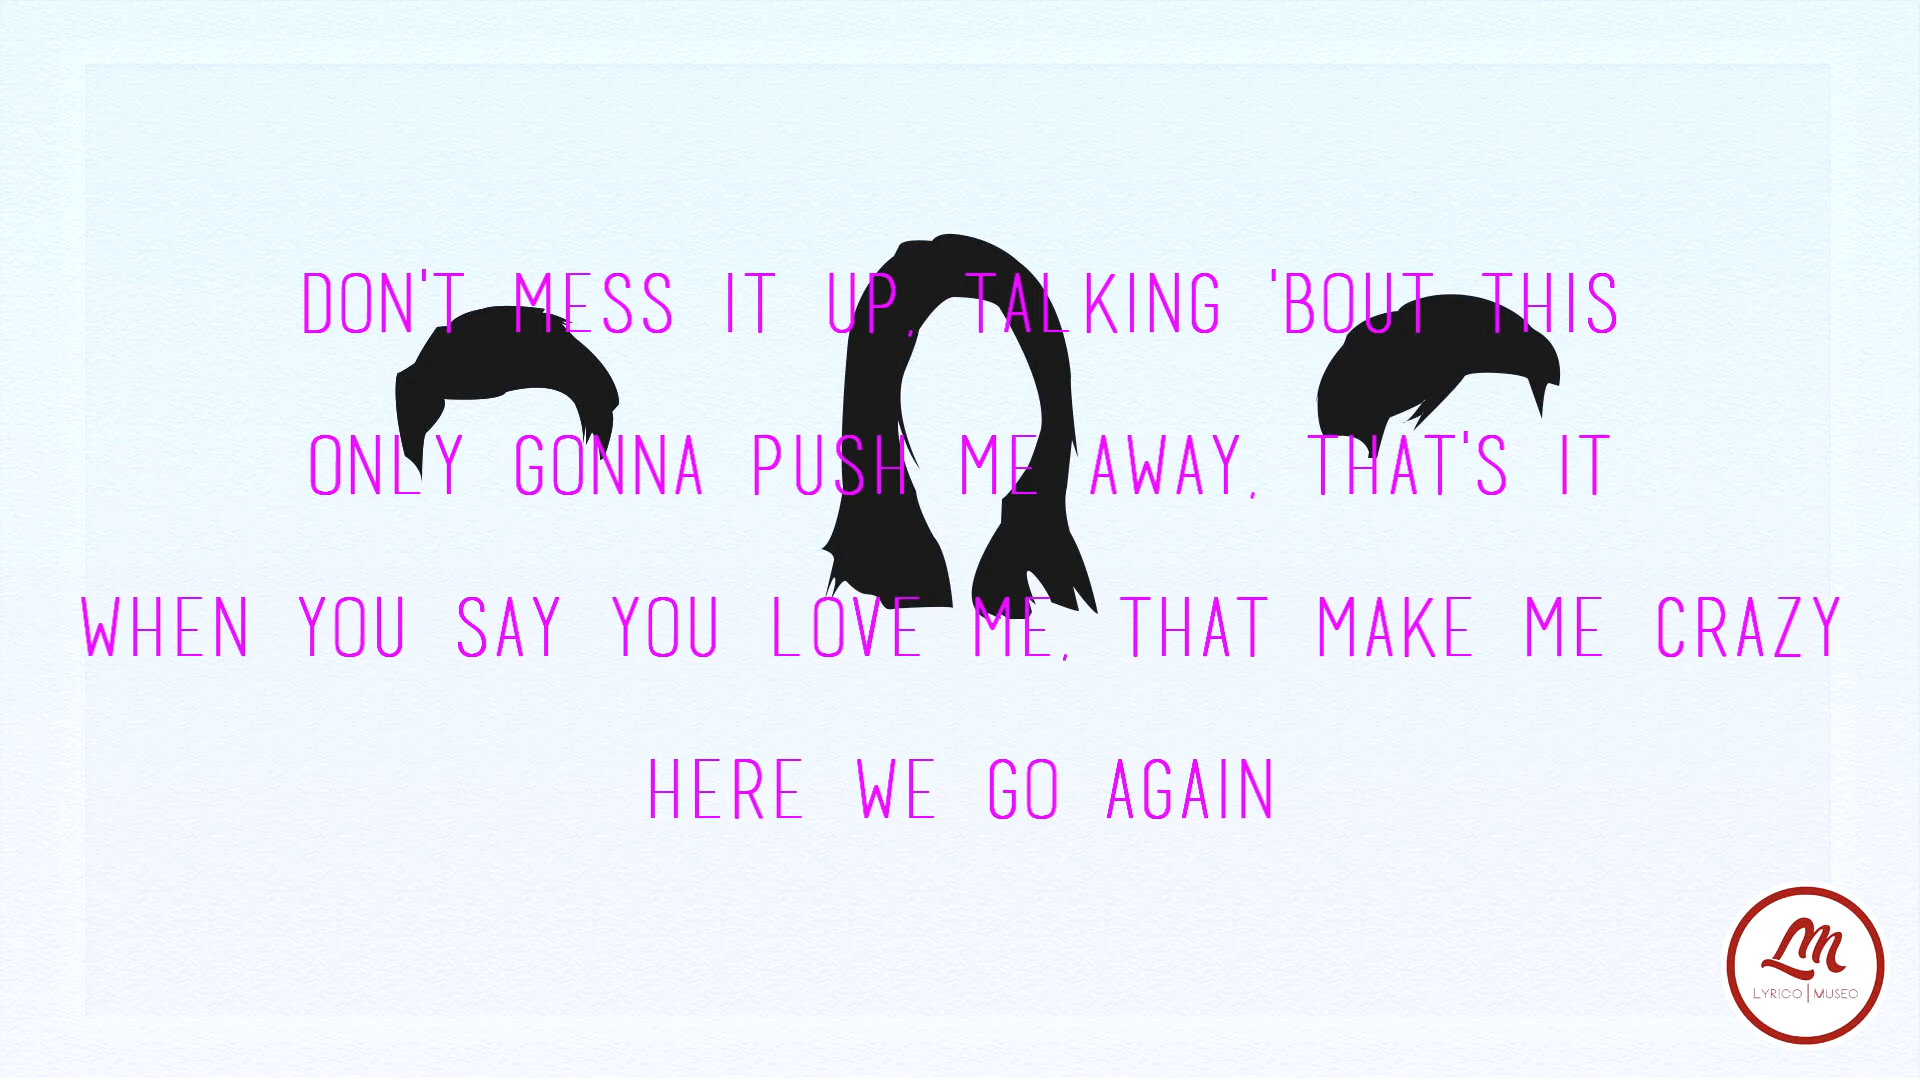 DON'T MESS IT UP, TALKING 'BOUT THIS
ONLY GONNA PUSH ME AWAY, THAT'S IT
WHEN YOU SAY YOU LOVE ME, THAT MAKE ME CRAZY
HERE WE GO AGAIN
LM
LYRICO | MUSEO